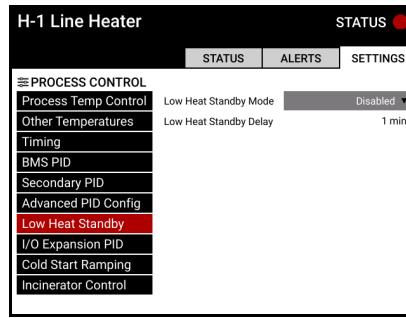 H-1 Line Heater STATUS
STATUS ALERTS SETTINGS
PROCESS CONTROL
Process Temp Control Low Heat Standby Mode Disabled
Other Temperatures Low Heat Standby Delay 1 min
Timing
BMS PID
Secondary PID
Advanced PID Config
Low Heat Standby
I/O Expansion PID
Cold Start Ramping
Incinerator Control